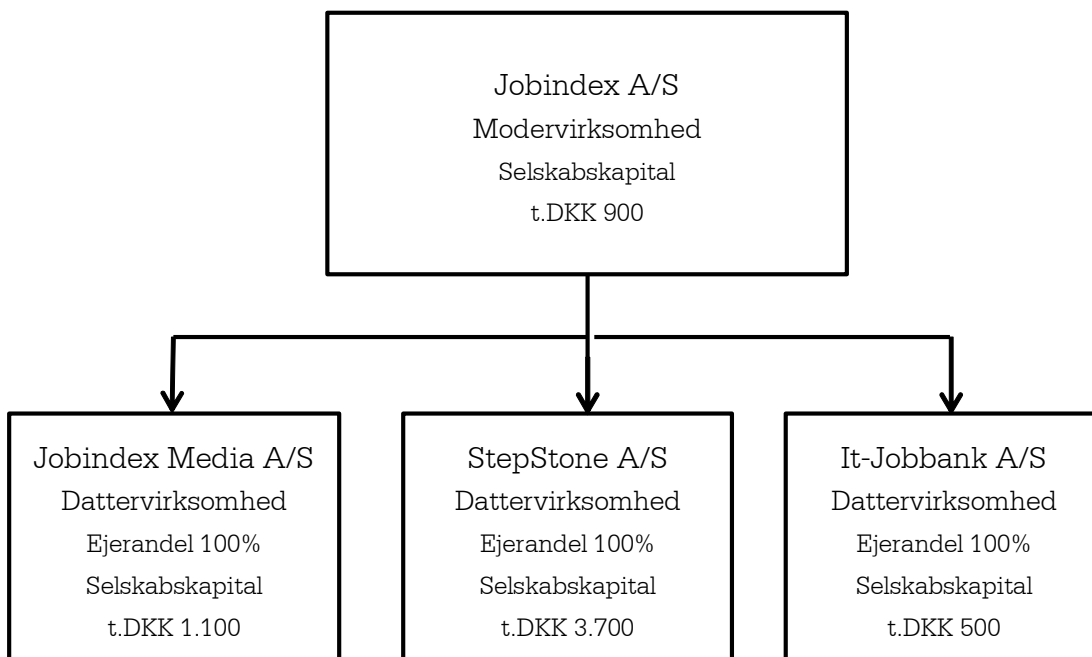 Jobindex A/S
Modervirksomhed
Selskabskapital
t.DKK 900
Jobindex Media A/S
Dattervirksomhed
Ejerandel 100%
Selskabskapital
t.DKK 1.100
StepStone A/S
Dattervirksomhed
Ejerandel 100%
Selskabskapital
t.DKK 3.700
It-Jobbank A/S
Dattervirksomhed
Ejerandel 100%
Selskabskapital
t.DKK 500